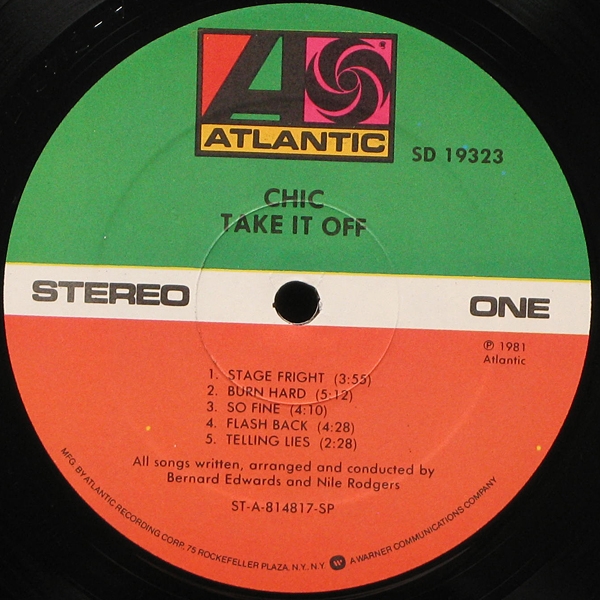 ATLANTIC
SD 19323
CHIC
TAKE IT OFF
STEREO
ONE
℗ 1981
Atlantic
1. STAGE FRIGHT (3:55)
2. BURN HARD (5:12)
3. SO FINE (4:10)
4. FLASH BACK (4:28)
5. TELLING LIES (2:28)
All songs written, arranged and conducted by
Bernard Edwards and Nile Rodgers
ST-A-814817-SP
MFG. BY ATLANTIC RECORDING CORP. 75 ROCKEFELLER PLAZA. N.Y. N.Y. W A WARNER COMMUNICATIONS COMPANY